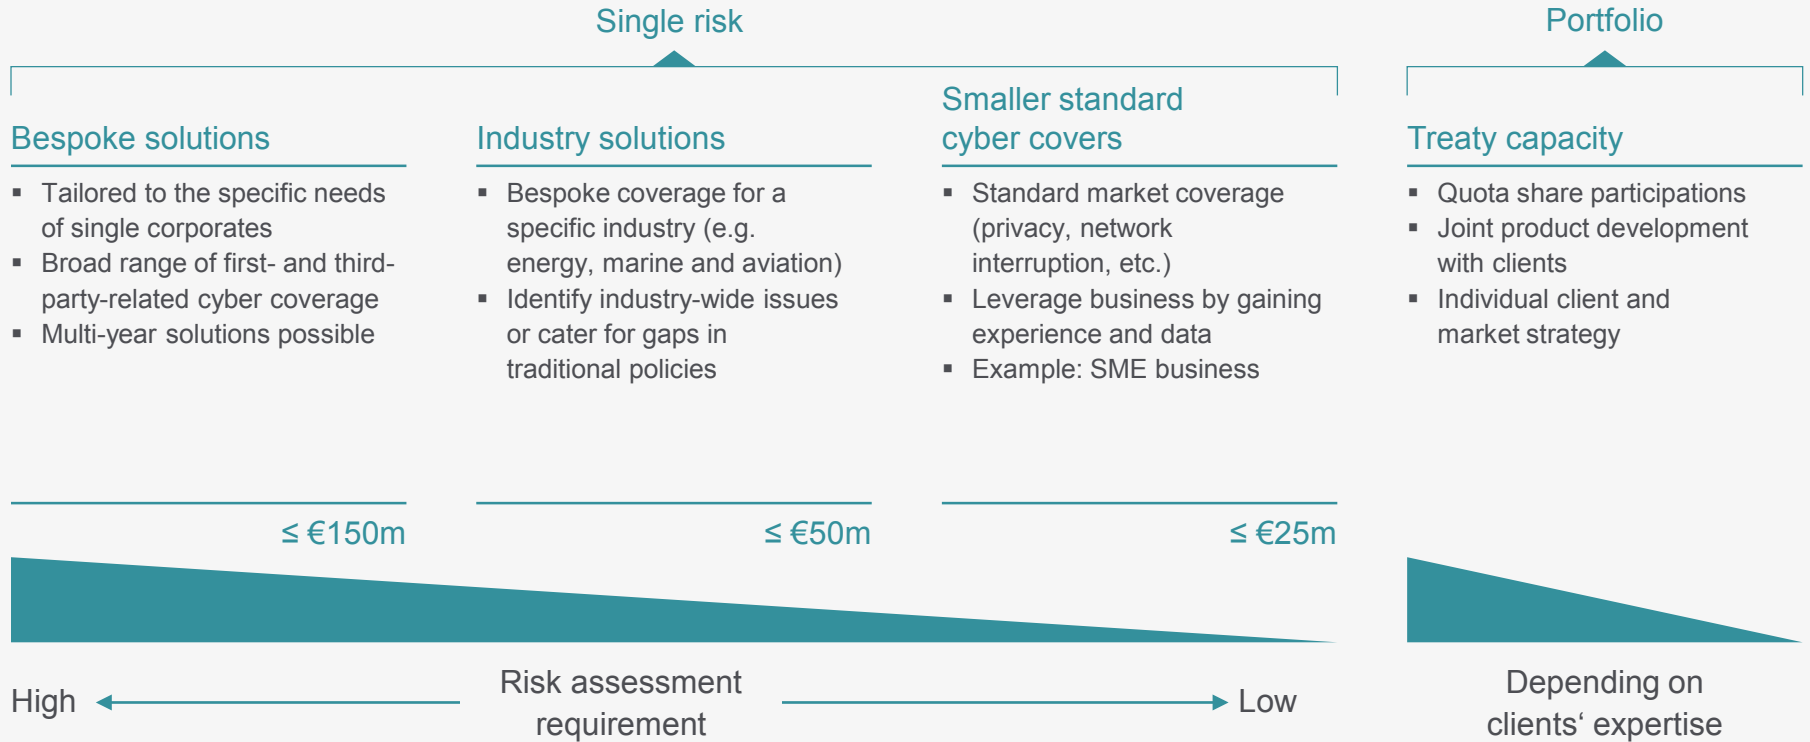 Single risk
Portfolio
Bespoke solutions
▪ Tailored to the specific needs
of single corporates
▪ Broad range of first- and third-
party-related cyber coverage
▪ Multi-year solutions possible
≤ €150m
Industry solutions
▪ Bespoke coverage for a
specific industry (e.g.
energy, marine and aviation)
▪ Identify industry-wide issues
or cater for gaps in
traditional policies
≤ €50m
Smaller standard
cyber covers
▪ Standard market coverage
(privacy, network
interruption, etc.)
▪ Leverage business by gaining
experience and data
▪ Example: SME business
≤ €25m
Treaty capacity
▪ Quota share participations
▪ Joint product development
with clients
▪ Individual client and
market strategy
High
Risk assessment
requirement
Low
Depending on
clients‘ expertise